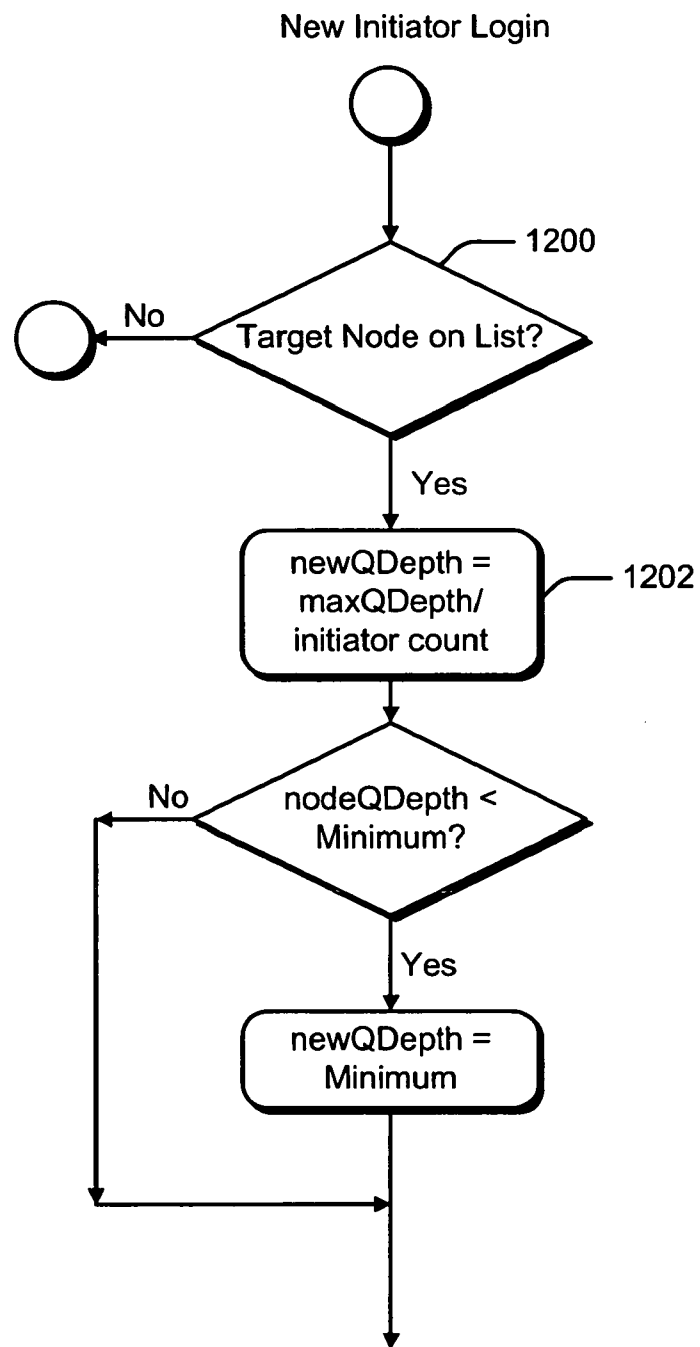 New Initiator Login
1200
No
Target Node on List?
Yes
newQDepth =
maxQDepth/
initiator count
1202
No
nodeQDepth <
Minimum?
Yes
newQDepth =
Minimum